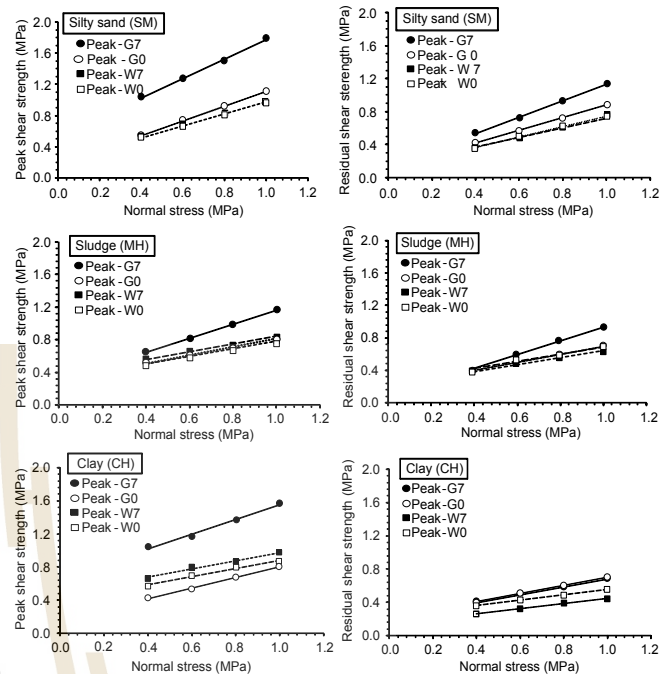 Silty sand (SM)
Peak-G7
Peak - G0
Peak-W7
Peak-W0
Peak shear strength (MPa)
2.0
1.6
1.2
0.8
0.4
0.0
0.0 0.2 0.4 0.6 0.8 1.0 1.2
Normal stress (MPa)
Silty sand (SM)
Peak-G7
Peak - G 0
Peak - W 7
Peak W0
Residual shear sterength (MPa)
2.0
1.6
1.2
0.8
0.4
0.0
0.0 0.2 0.4 0.6 0.8 1.0 1.2
Normal stress (MPa)
Sludge (MH)
Peak-G7
Peak-G0
Peak-W7
Peak-W0
Peak shear strength (MPa)
2.0
1.6
1.2
0.8
0.4
0.0
0.0 0.2 0.4 0.6 0.8 1.0 1.2
Normal stress (MPa)
Sludge (MH)
Peak-G7
Peak-G0
Peak-W7
Peak-W0
Residual shear strength (MPa)
2.0
1.6
1.2
0.8
0.4
0.0
0.0 0.2 0.4 0.6 0.8 1.0 1.2
Normal stress (MPa)
Clay (CH)
Peak - G7
Peak-G0
Peak-W7
Peak-W0
Peak shear strength (MPa)
2.0
1.6
1.2
0.8
0.4
0.0
0.0 0.2 0.4 0.6 0.8 1.0 1.2
Normal stress (MPa)
Clay (CH)
Peak-G7
Peak-G0
Peak-W7
Peak-W0
Residual shear strength (MPa)
2.0
1.6
1.2
0.8
0.4
0.0
0.0 0.2 0.4 0.6 0.8 1.0 1.2
Normal stress (MPa)